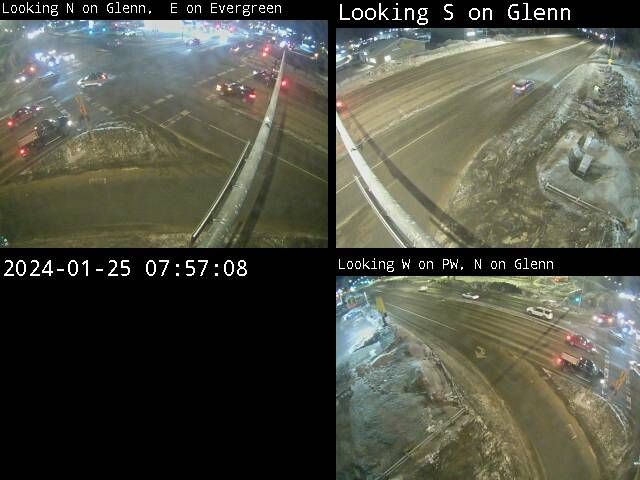 Looking N on Glenn,  E on Evergreen
Looking S on Glenn
2024-01-25 07:57:08
Looking W on PW, N on Glenn